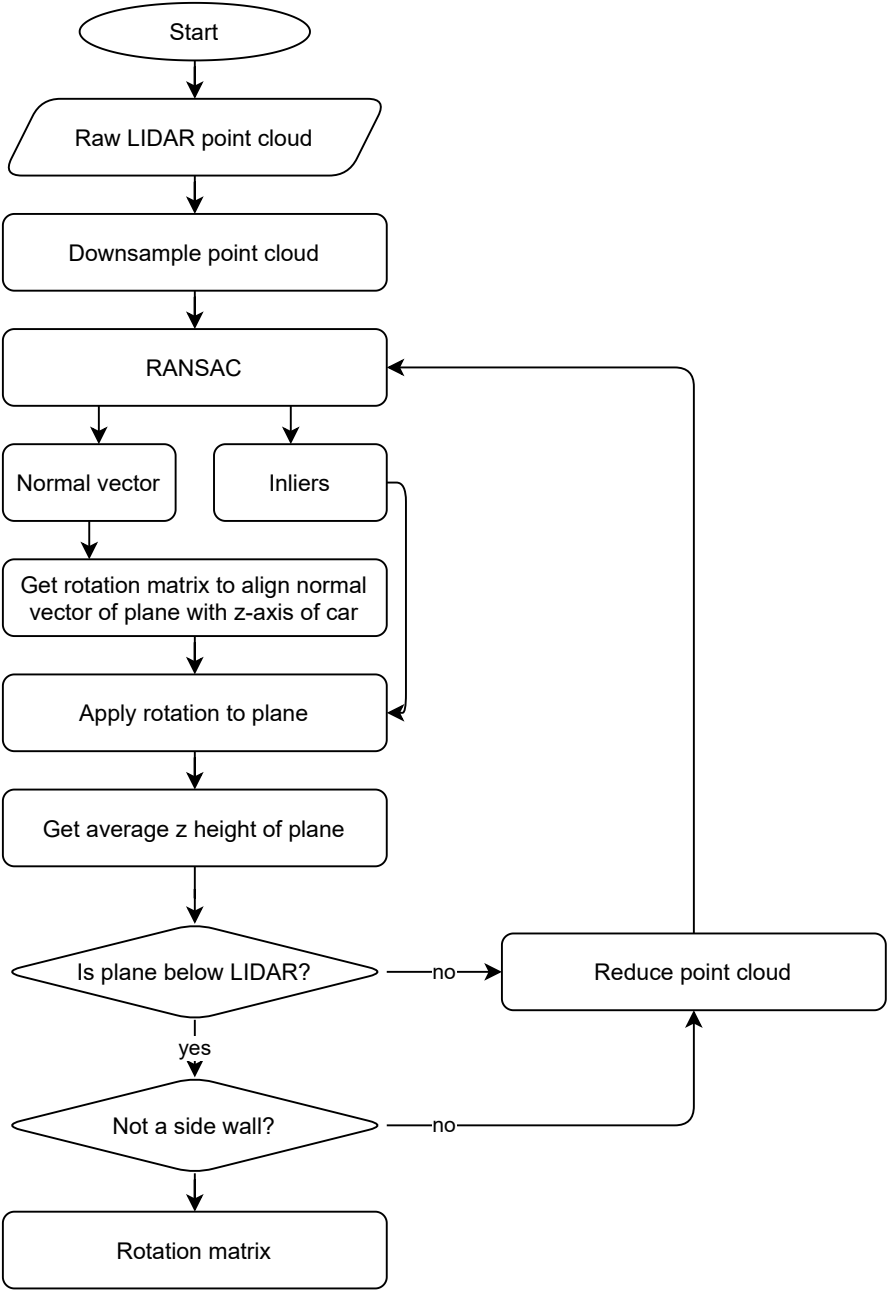 Start
Raw LIDAR point cloud
Downsample point cloud
RANSAC
Normal vector
Inliers
Get rotation matrix to align normal
vector of plane with z-axis of car
Apply rotation to plane
Get average z height of plane
Is plane below LIDAR?
no
Reduce point cloud
yes
Not a side wall?
no
Rotation matrix